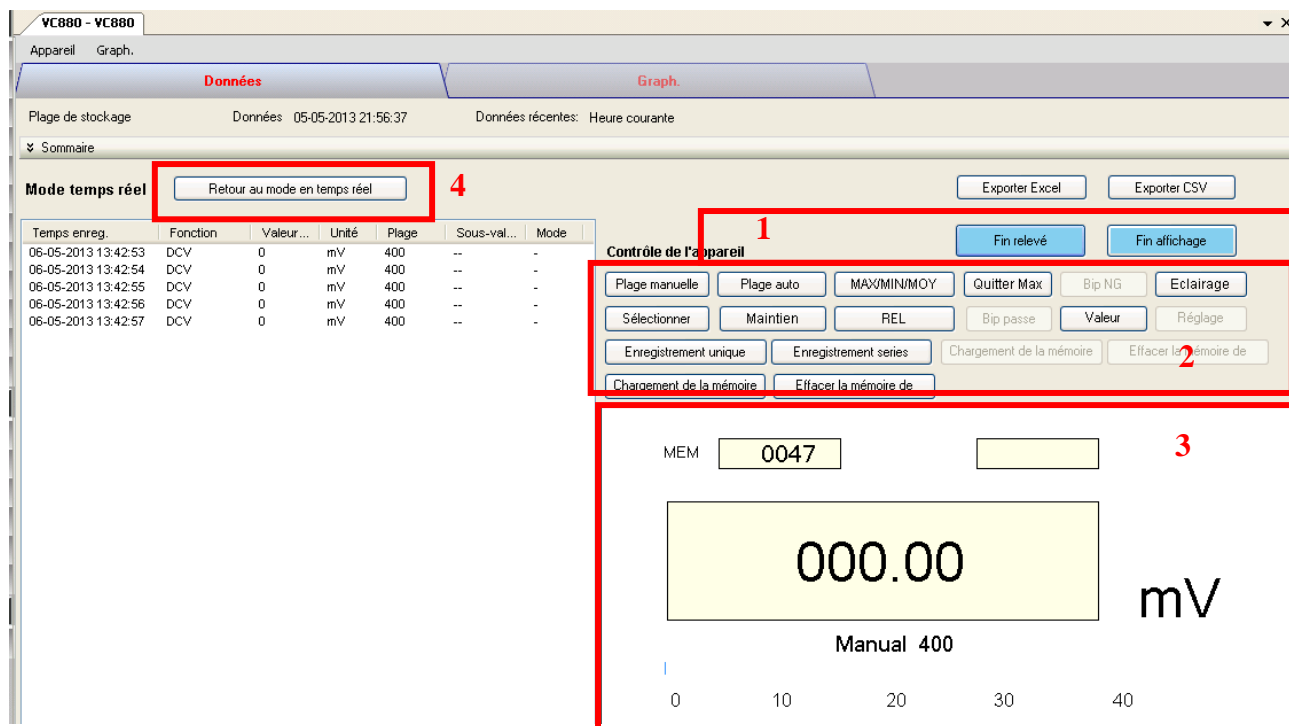 VC880 - VC880
Appareil Graph.
Données Graph.
Plage de stockage Données 05-05-2013 21:56:37 Données récentes: Heure courante
Sommaire
Mode temps réel Retour au mode en temps réel 4 Exporter Excel Exporter CSV
Temps enreg. Fonction Valeur... Unité Plage Sous-val... Mode
06-05-2013 13:42:53 DCV 0 mV 400 -- -
06-05-2013 13:42:54 DCV 0 mV 400 -- -
06-05-2013 13:42:55 DCV 0 mV 400 -- -
06-05-2013 13:42:56 DCV 0 mV 400 -- -
06-05-2013 13:42:57 DCV 0 mV 400 -- -
1 Fin relevé Fin affichage
Contrôle de l'appareil
Plage manuelle Plage auto MAX/MIN/MOY Quitter Max Bip NG Eclairage
Sélectionner Maintien REL Bip passe Valeur Réglage
Enregistrement unique Enregistrement series Chargement de la mémoire Effacer la mémoire de
2
Chargement de la mémoire Effacer la mémoire de
MEM 0047 3
000.00
mV
Manual 400
0 10 20 30 40